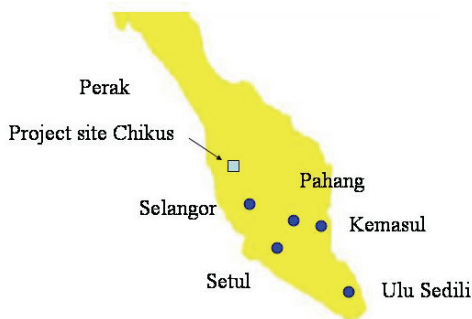 Perak
Project site Chikus
Pahang
Selangor
Kemasul
Setul
Ulu Sedili